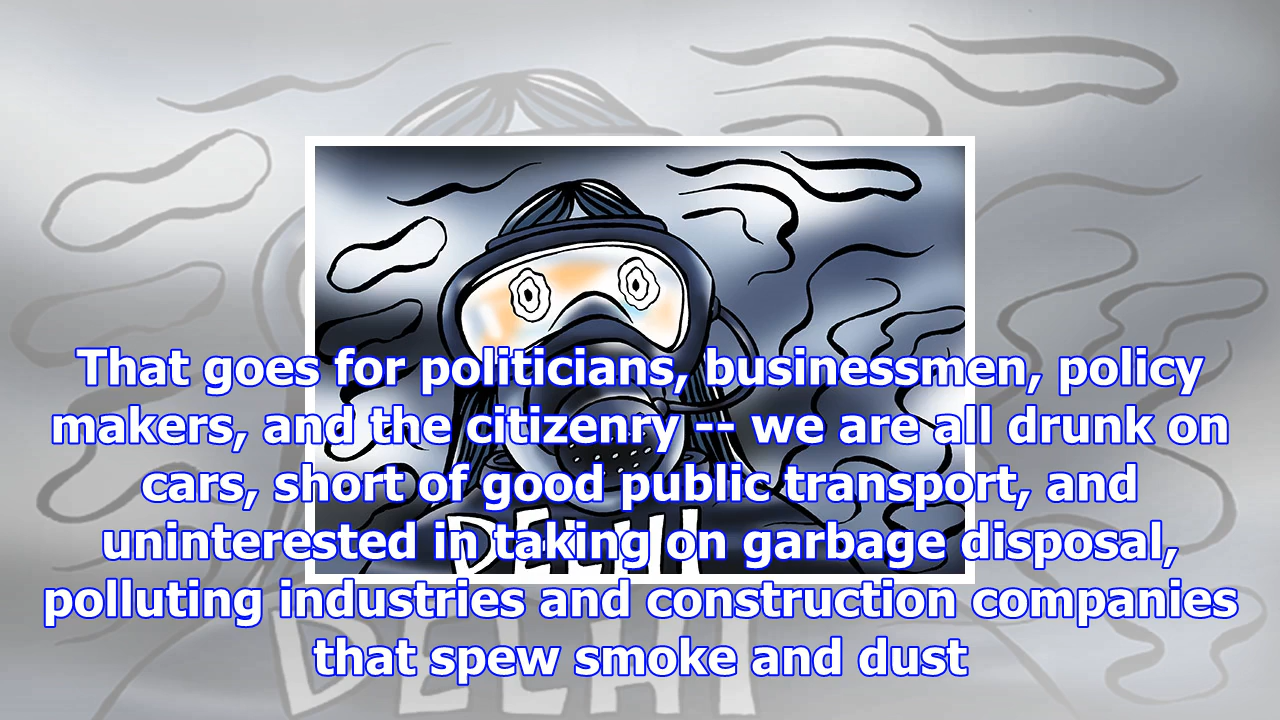 That goes for politicians, businessmen, policy
makers, and the citizenry -- we are all drunk on
cars, short of good public transport, and
uninterested in taking on garbage disposal,
DELHI
polluting industries and construction companies
that spew smoke and dust
DELHI